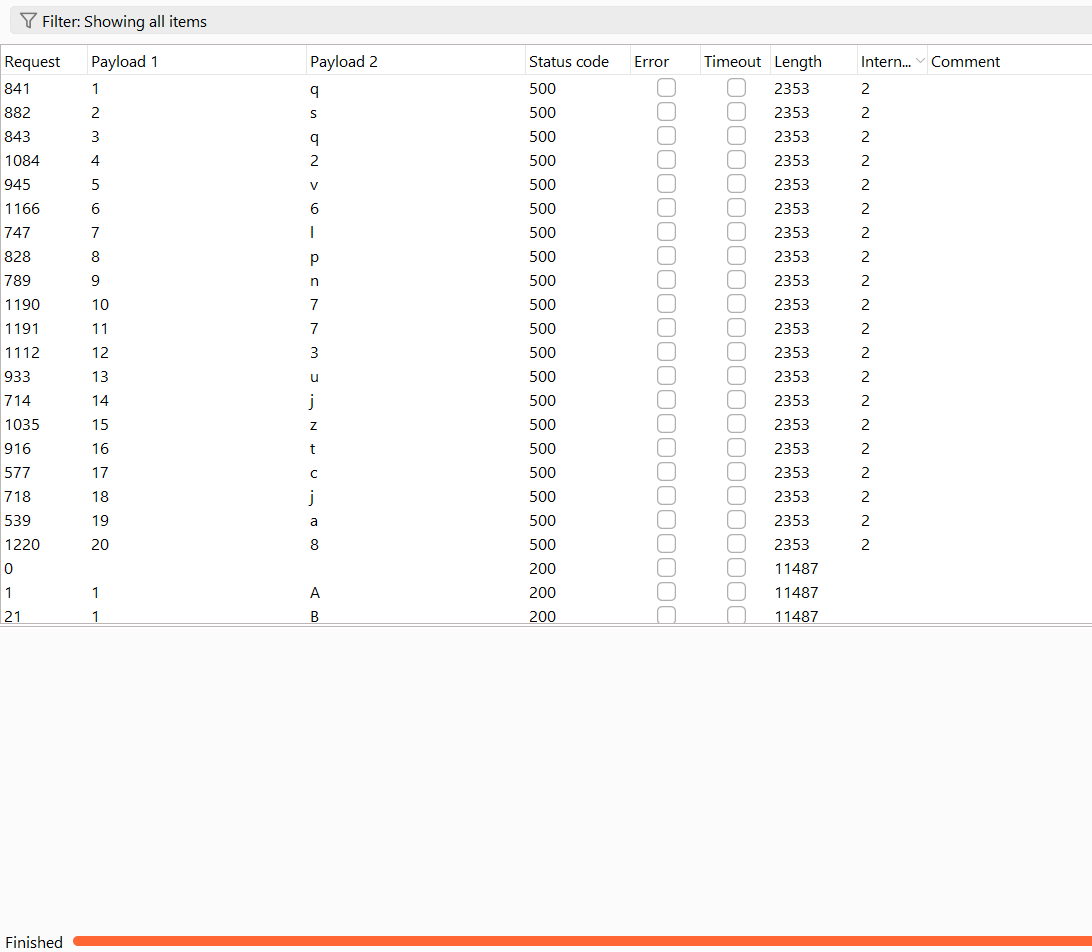 Filter: Showing all items
Request Payload 1 Payload 2 Status code Error Timeout Length Intern... Comment
841 1 q 500 2353 2
882 2 s 500 2353 2
843 3 q 500 2353 2
1084 4 2 500 2353 2
945 5 v 500 2353 2
1166 6 6 500 2353 2
747 7 l 500 2353 2
828 8 p 500 2353 2
789 9 n 500 2353 2
1190 10 7 500 2353 2
1191 11 7 500 2353 2
1112 12 3 500 2353 2
933 13 u 500 2353 2
714 14 j 500 2353 2
1035 15 z 500 2353 2
916 16 t 500 2353 2
577 17 c 500 2353 2
718 18 j 500 2353 2
539 19 a 500 2353 2
1220 20 8 500 2353 2
0 200 11487
1 1 A 200 11487
21 1 B 200 11487
Finished